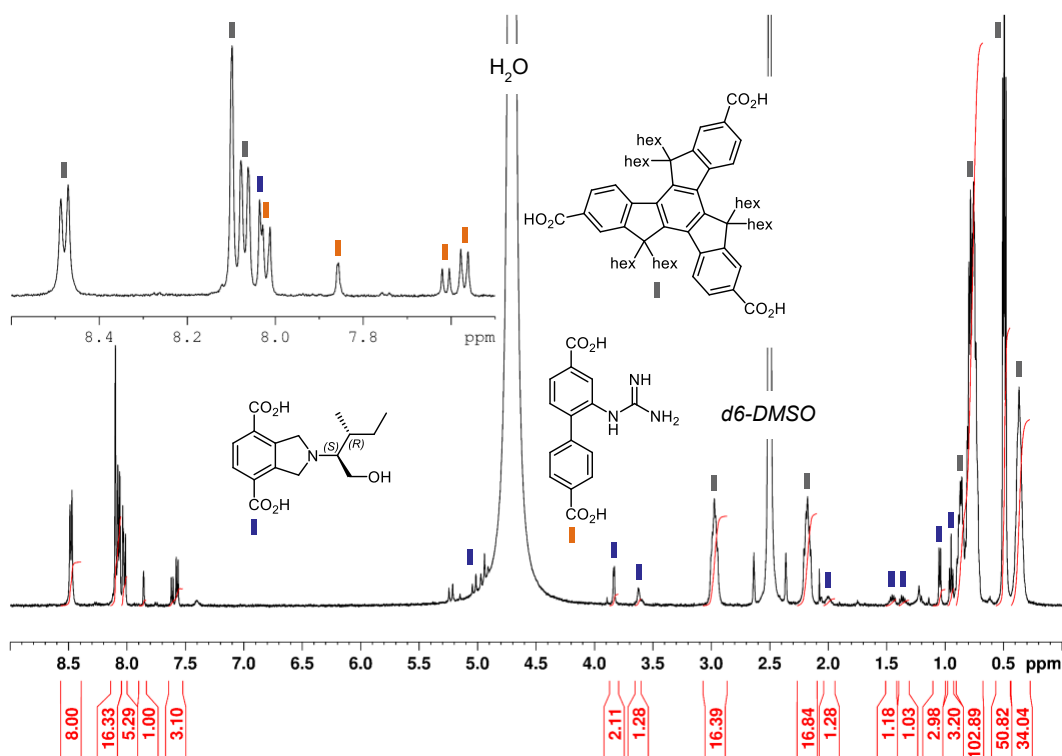 H2O
CO2H
hex
hex
hex
HO2C
hex
hex
hex
CO2H
8.4
8.2
8.0
7.8
ppm
CO2H
NH
N
H
NH2
CO2H
d6-DMSO
CO2H
(R)
(S)
N
OH
CO2H
8.5
8.0
7.5
7.0
6.5
6.0
5.5
5.0
4.5
4.0
3.5
3.0
2.5
2.0
1.5
1.0
0.5
ppm
8.00
16.33
5.29
1.00
3.10
2.11
1.28
16.39
16.84
1.28
1.18
1.03
2.98
3.20
102.89
50.82
34.04